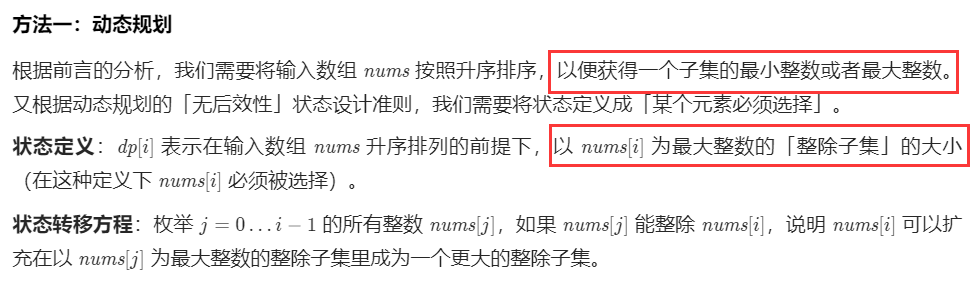 方法一：动态规划
根据前言的分析，我们需要将输入数组 nums 按照升序排序，以便获得一个子集的最小整数或者最大整数。
又根据动态规划的「无后效性」状态设计准则，我们需要将状态定义成「某个元素必须选择」。
状态定义：dp[i] 表示在输入数组 nums 升序排列的前提下，以 nums[i] 为最大整数的「整除子集」的大小
（在这种定义下 nums[i] 必须被选择）。
状态转移方程：枚举 j = 0 … i − 1 的所有整数 nums[j]，如果 nums[j] 能整除 nums[i]，说明 nums[i] 可以扩
充在以 nums[j] 为最大整数的整除子集里成为一个更大的整除子集。